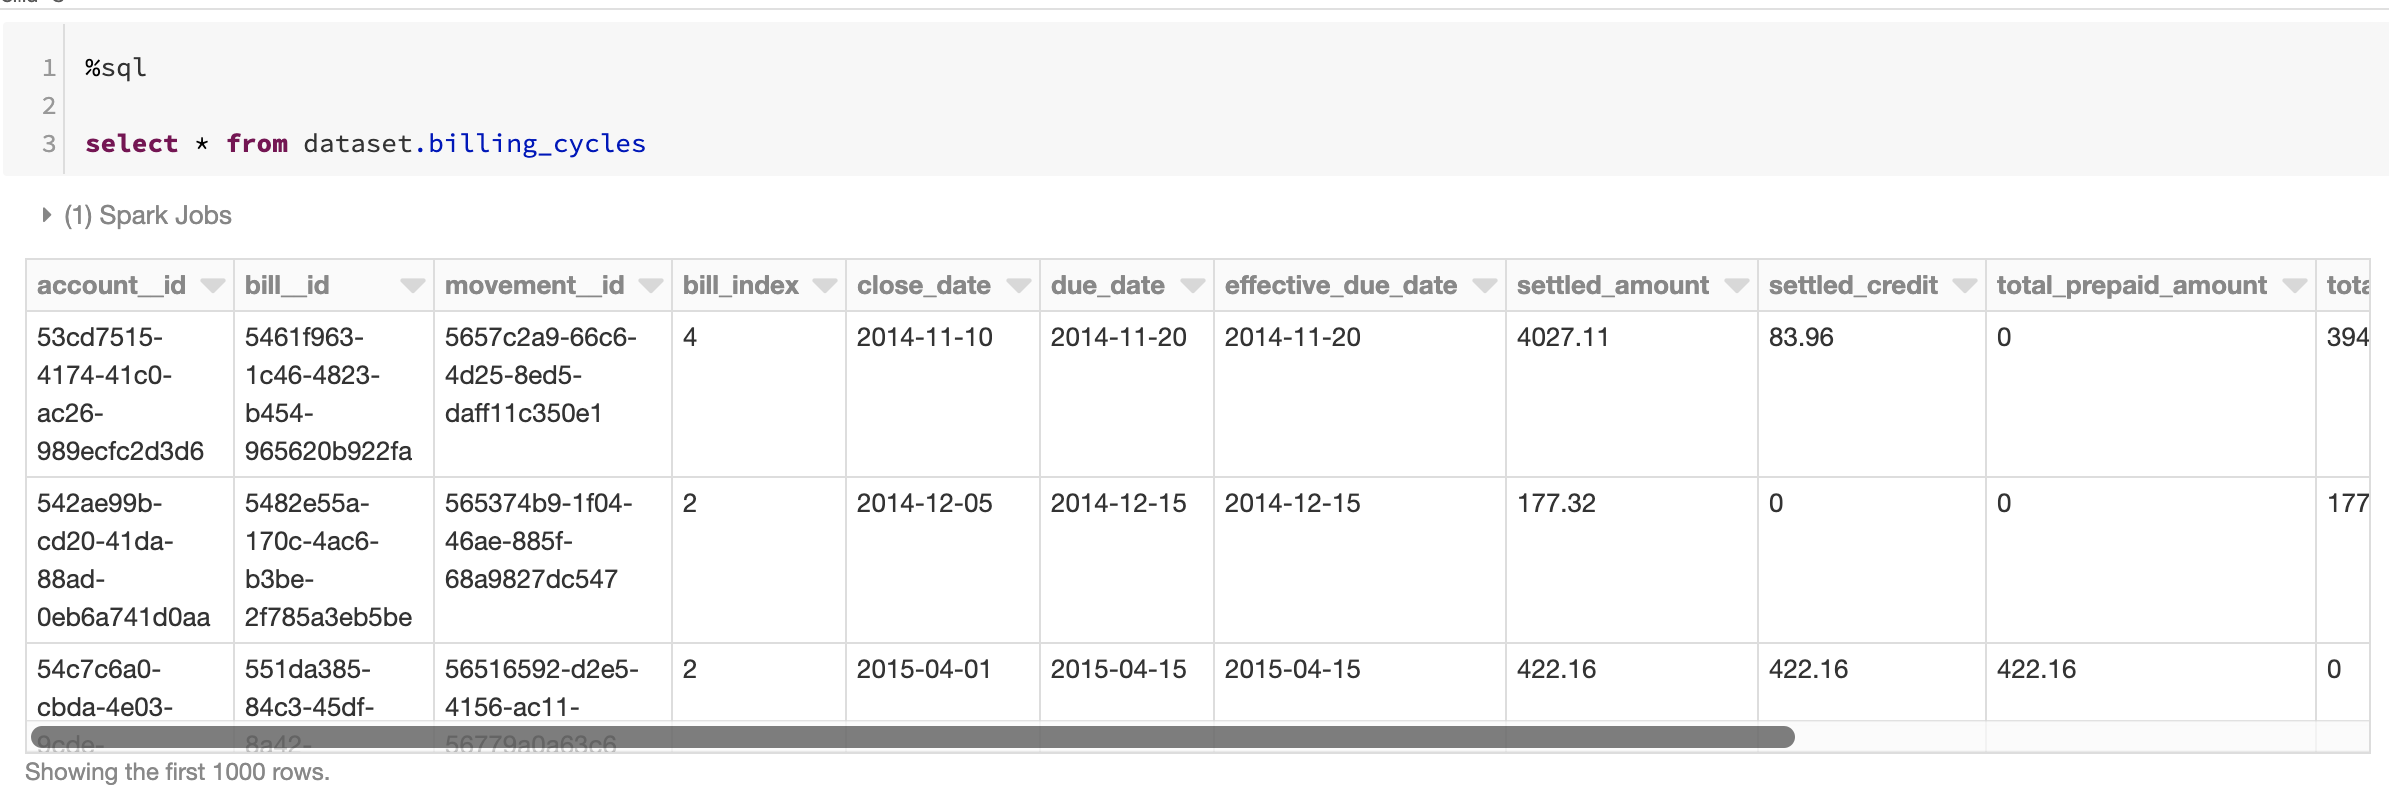 1 %sql
2
3 select * from dataset.billing_cycles
(1) Spark Jobs
account__id bill__id movement__id bill_index close_date due_date effective_due_date settled_amount settled_credit total_prepaid_amount tota
53cd7515- 5461f963- 5657c2a9-66c6- 4 2014-11-10 2014-11-20 2014-11-20 4027.11 83.96 0 394
4174-41c0- 1c46-4823- 4d25-8ed5-
ac26- b454- daff11c350e1
989ecfc2d3d6 965620b922fa
542ae99b- 5482e55a- 565374b9-1f04- 2 2014-12-05 2014-12-15 2014-12-15 177.32 0 0 177
cd20-41da- 170c-4ac6- 46ae-885f-
88ad- b3be- 68a9827dc547
0eb6a741d0aa 2f785a3eb5be
54c7c6a0- 551da385- 56516592-d2e5- 2 2015-04-01 2015-04-15 2015-04-15 422.16 422.16 422.16 0
cbda-4e03- 84c3-45df- 4156-ac11-
9cde- 8a42- 56779a0a63c6
Showing the first 1000 rows.